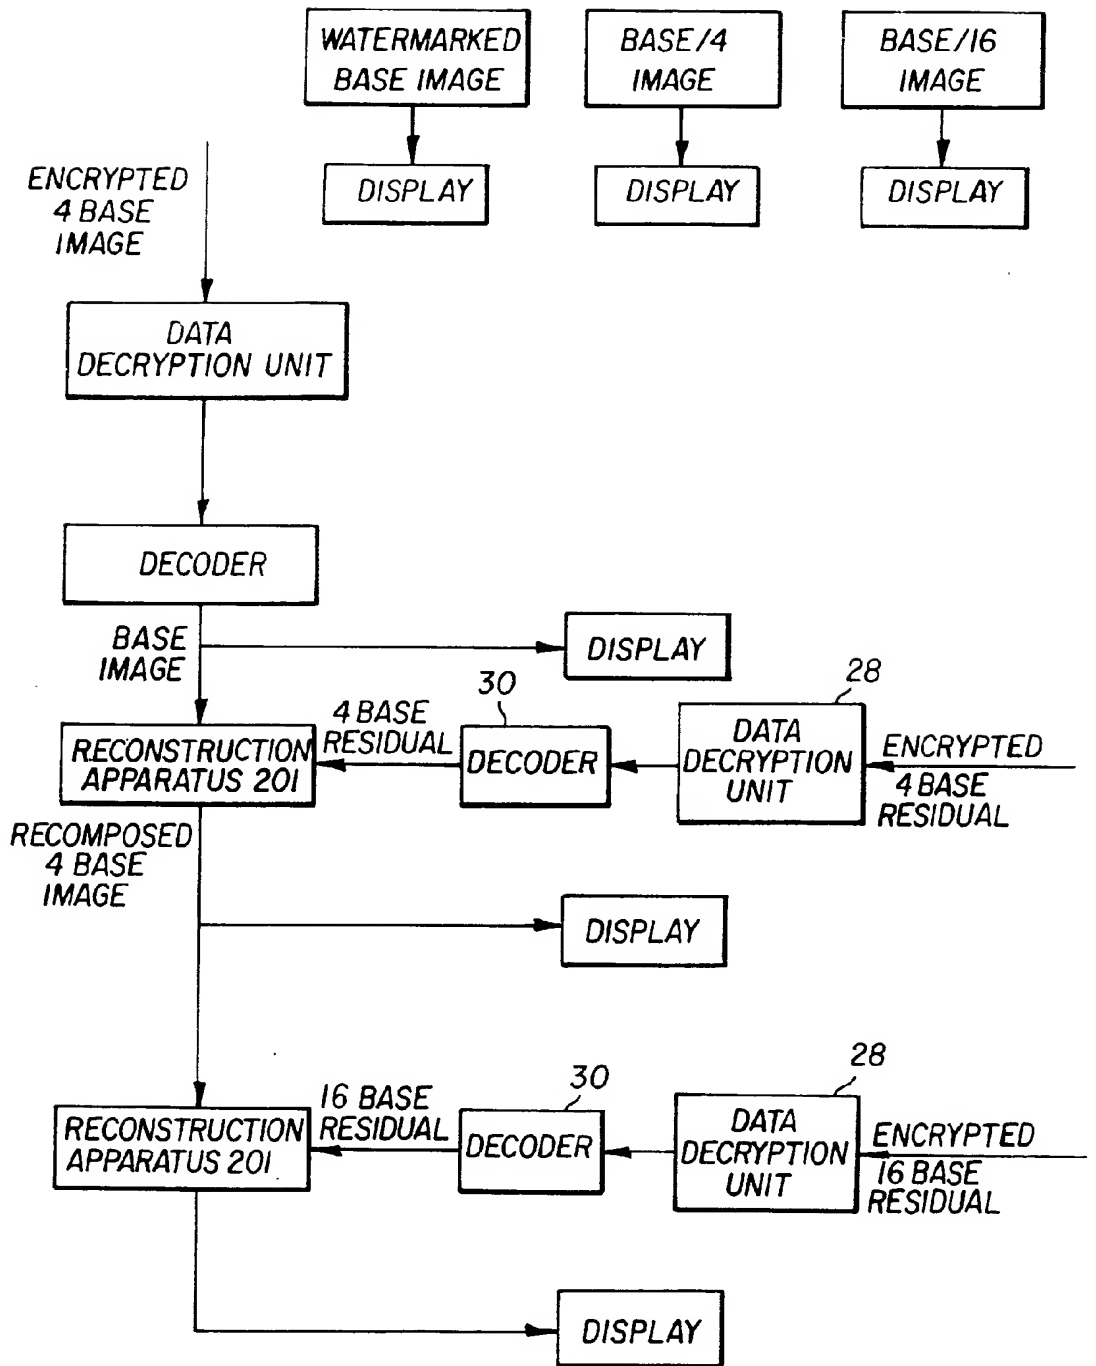 WATERMARKED
BASE IMAGE
BASE/4
IMAGE
BASE/16
IMAGE
DISPLAY
DISPLAY
DISPLAY
ENCRYPTED
4 BASE
IMAGE
DATA
DECRYPTION UNIT
DECODER
BASE
IMAGE
DISPLAY
RECONSTRUCTION
APPARATUS 201
4 BASE
RESIDUAL
30
DECODER
28
DATA
DECRYPTION
UNIT
ENCRYPTED
4 BASE
RESIDUAL
RECOMPOSED
4 BASE
IMAGE
DISPLAY
RECONSTRUCTION
APPARATUS 201
16 BASE
RESIDUAL
30
DECODER
28
DATA
DECRYPTION
UNIT
ENCRYPTED
16 BASE
RESIDUAL
DISPLAY